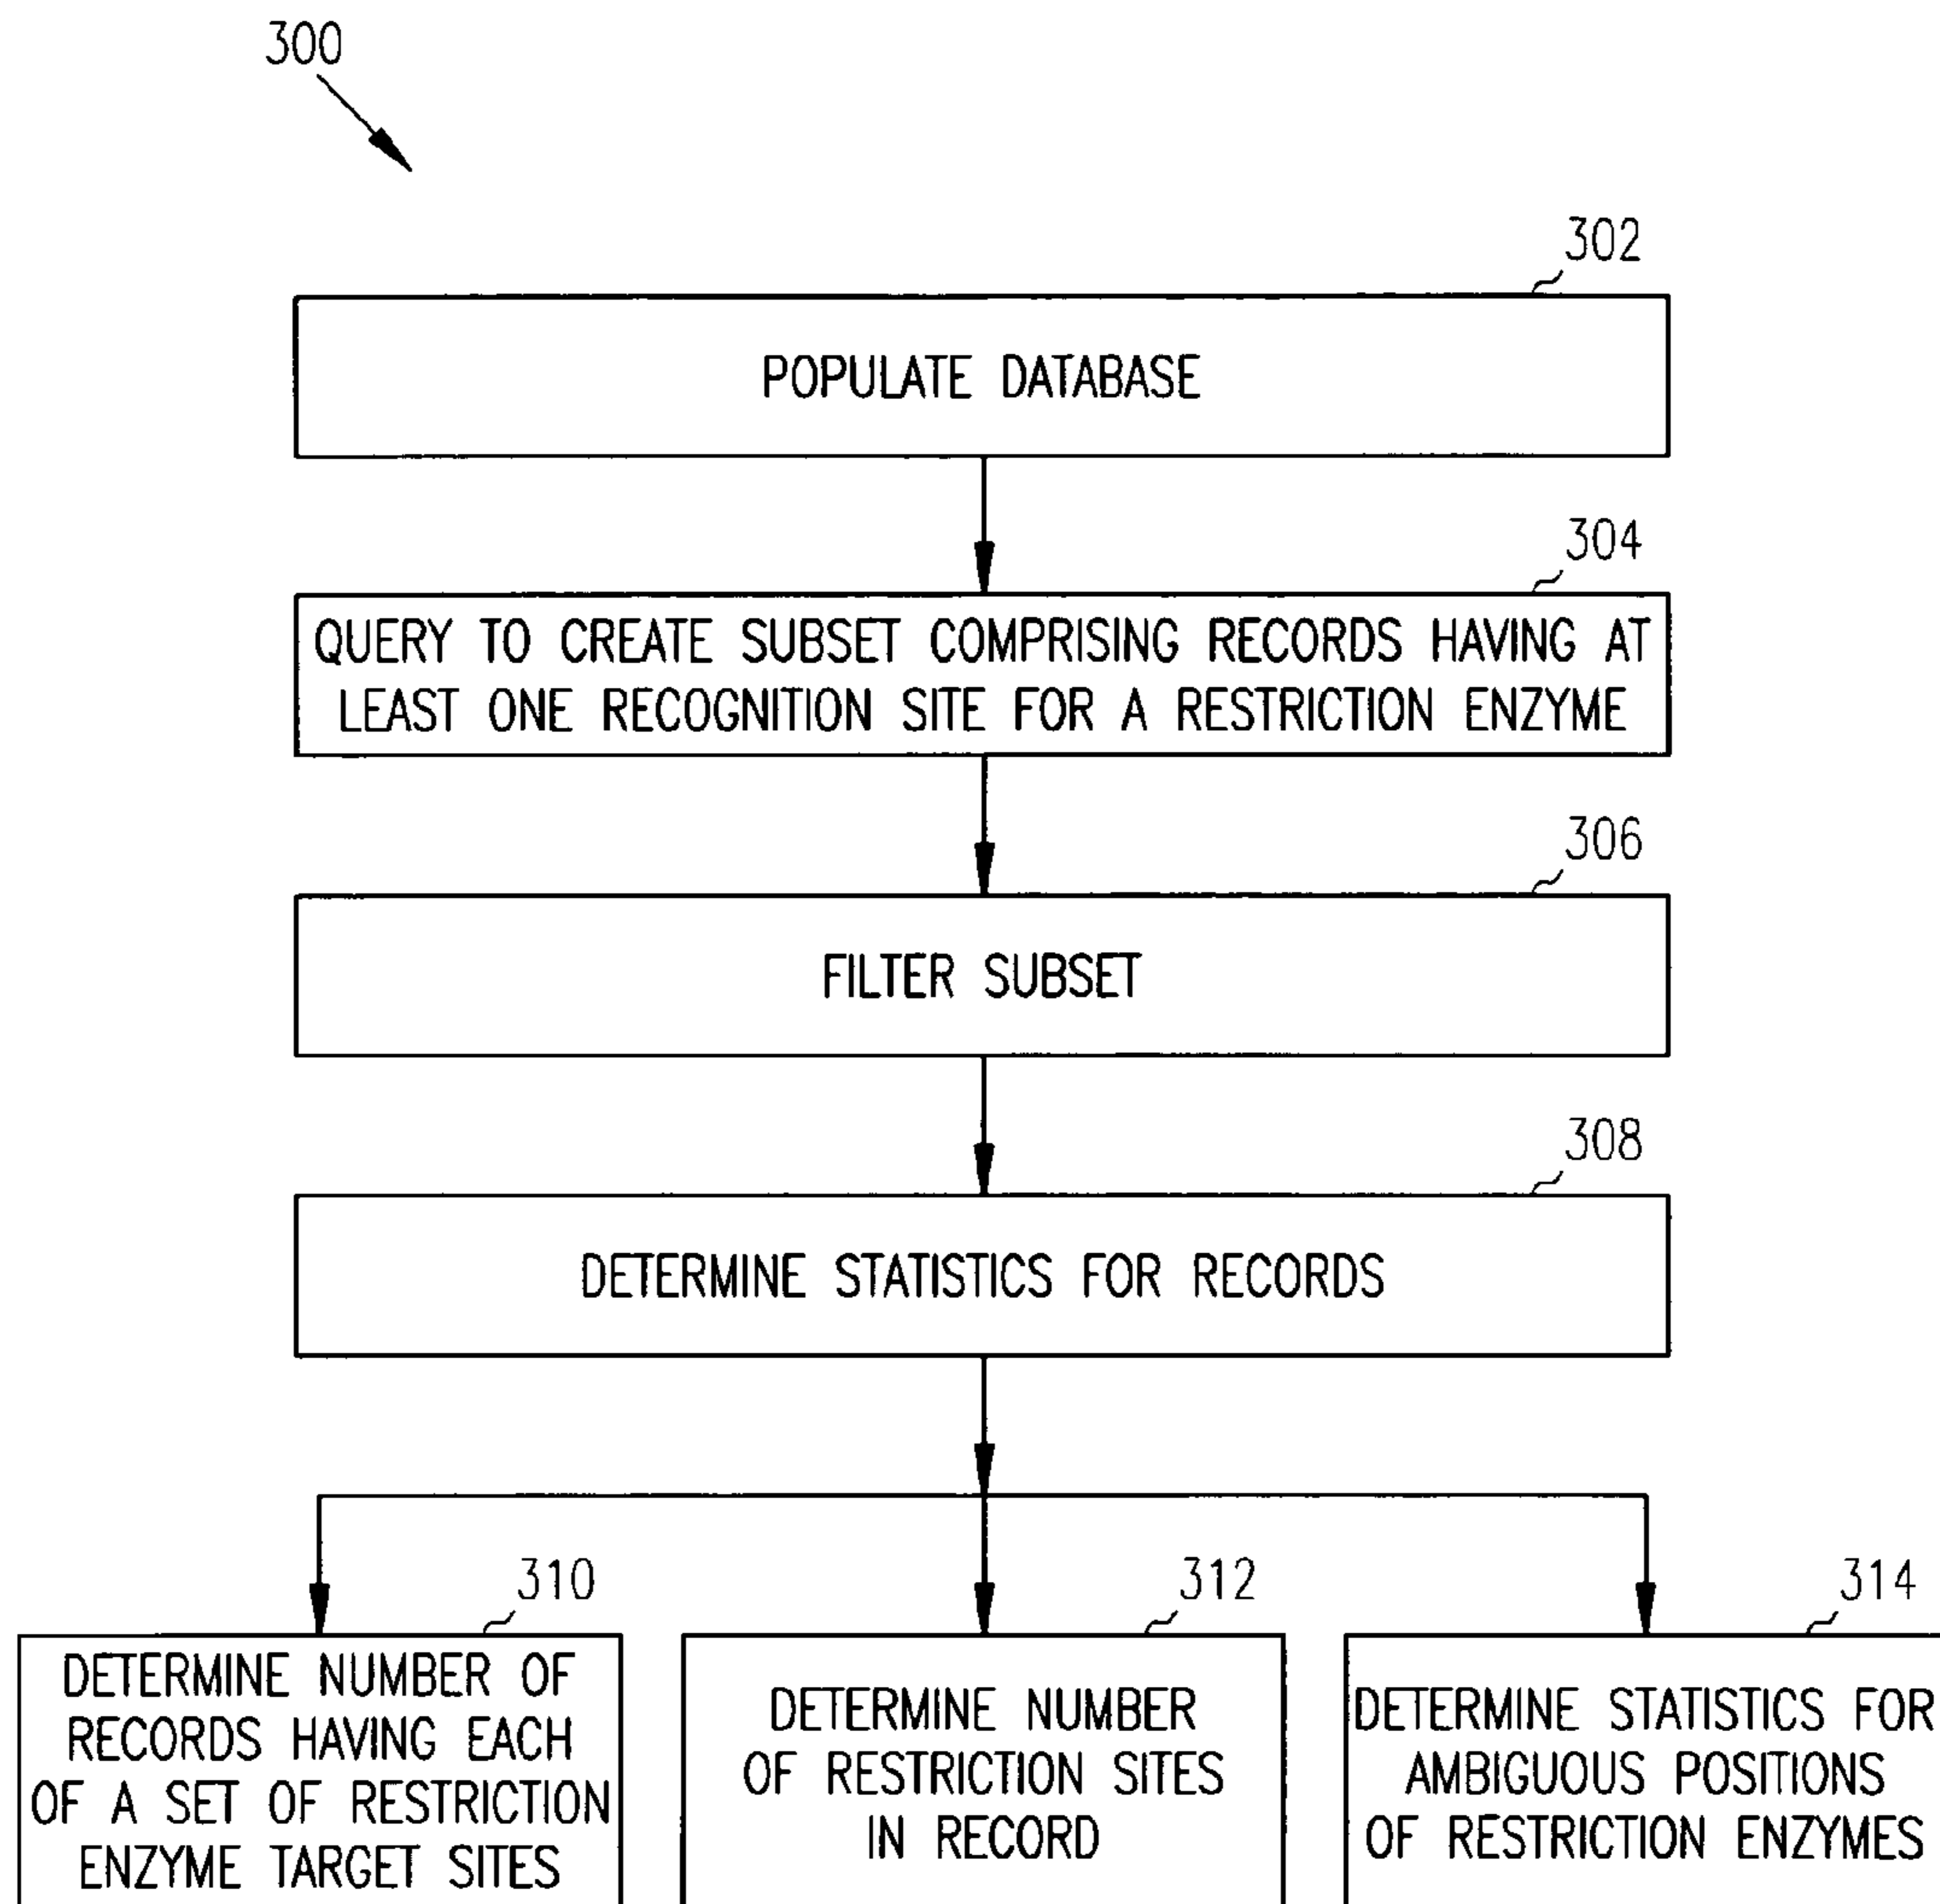 300
302
POPULATE DATABASE
304
QUERY TO CREATE SUBSET COMPRISING RECORDS HAVING AT
LEAST ONE RECOGNITION SITE FOR A RESTRICTION ENZYME
306
FILTER SUBSET
308
DETERMINE STATISTICS FOR RECORDS
310
DETERMINE NUMBER OF
RECORDS HAVING EACH
OF A SET OF RESTRICTION
ENZYME TARGET SITES
312
DETERMINE NUMBER
OF RESTRICTION SITES
IN RECORD
314
DETERMINE STATISTICS FOR
AMBIGUOUS POSITIONS
OF RESTRICTION ENZYMES